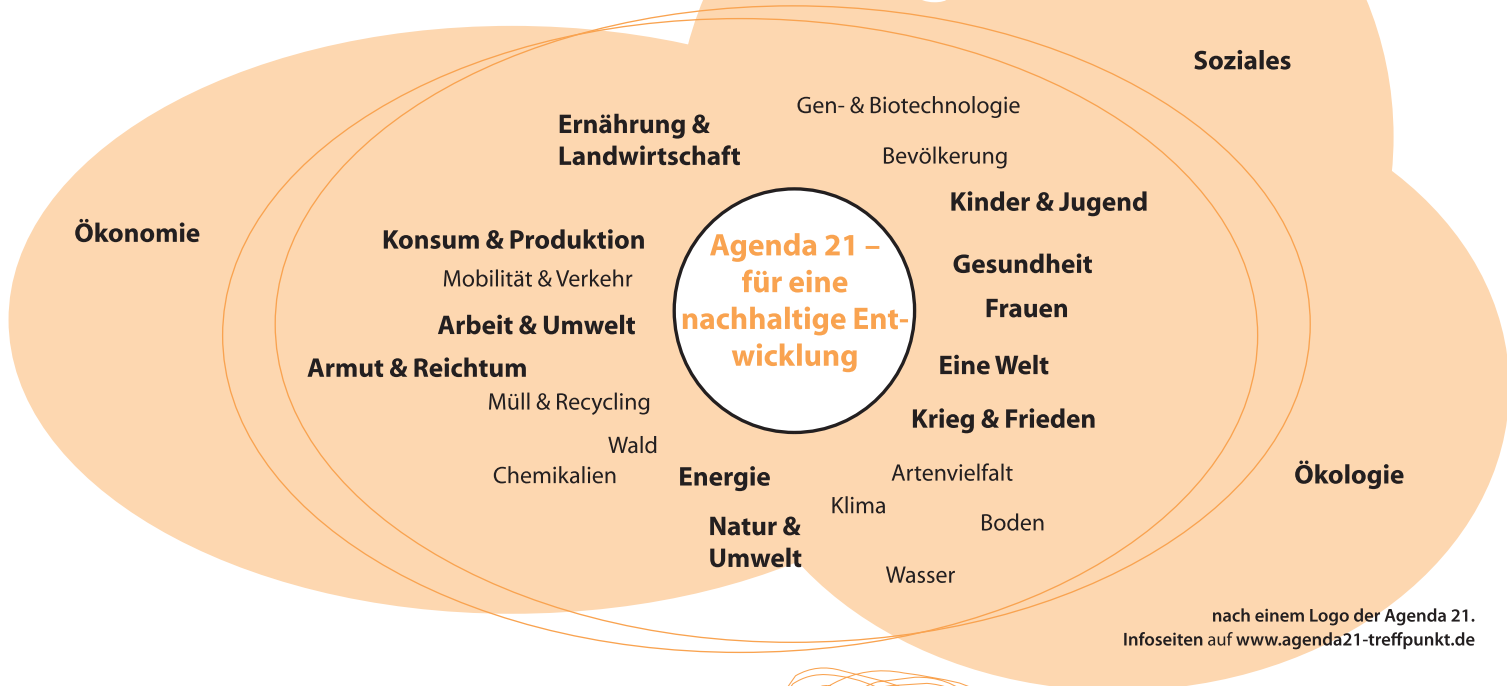 Soziales
Gen- & Biotechnologie
Ernährung &
Landwirtschaft
Bevölkerung
Kinder & Jugend
Ökonomie
Konsum & Produktion
Agenda 21 –
für eine
nachhaltige Ent-
wicklung
Gesundheit
Mobilität & Verkehr
Frauen
Arbeit & Umwelt
Eine Welt
Armut & Reichtum
Müll & Recycling
Krieg & Frieden
Wald
Chemikalien
Energie
Artenvielfalt
Ökologie
Klima
Boden
Natur &
Umwelt
Wasser
nach einem Logo der Agenda 21.
Infoseiten auf www.agenda21-treffpunkt.de